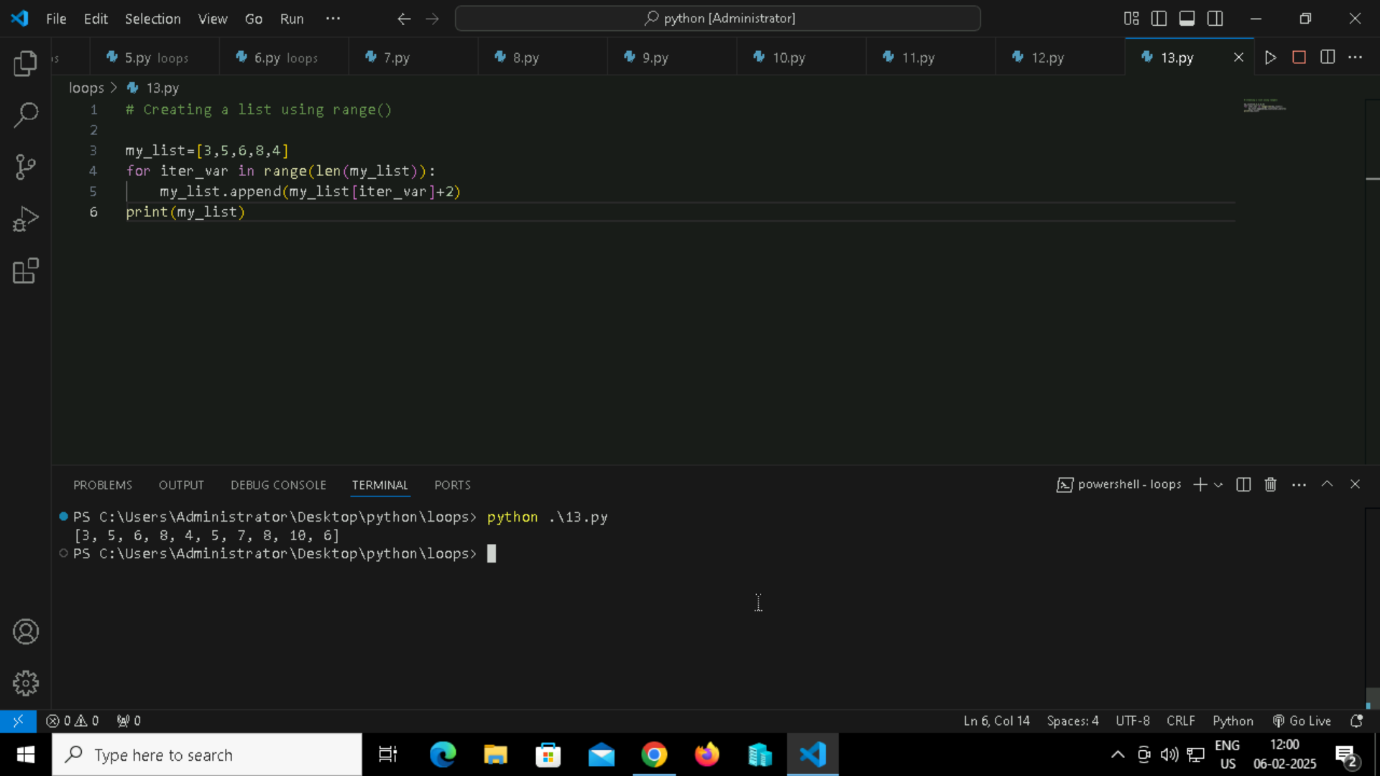 File Edit Selection View Go Run ··· python [Administrator]
5.py loops 6.py loops 7.py 8.py 9.py 10.py 11.py 12.py 13.py
loops > 13.py
1 # Creating a list using range()
2
3 my_list=[3,5,6,8,4]
4 for iter_var in range(len(my_list)):
5 my_list.append(my_list[iter_var]+2)
6 print(my_list)
PROBLEMS OUTPUT DEBUG CONSOLE TERMINAL PORTS powershell - loops
PS C:\Users\Administrator\Desktop\python\loops> python .\13.py
[3, 5, 6, 8, 4, 5, 7, 8, 10, 6]
PS C:\Users\Administrator\Desktop\python\loops>
0 0 0 Ln 6, Col 14 Spaces: 4 UTF-8 CRLF Python Go Live
Type here to search
ENG 12:00
US 06-02-2025 2